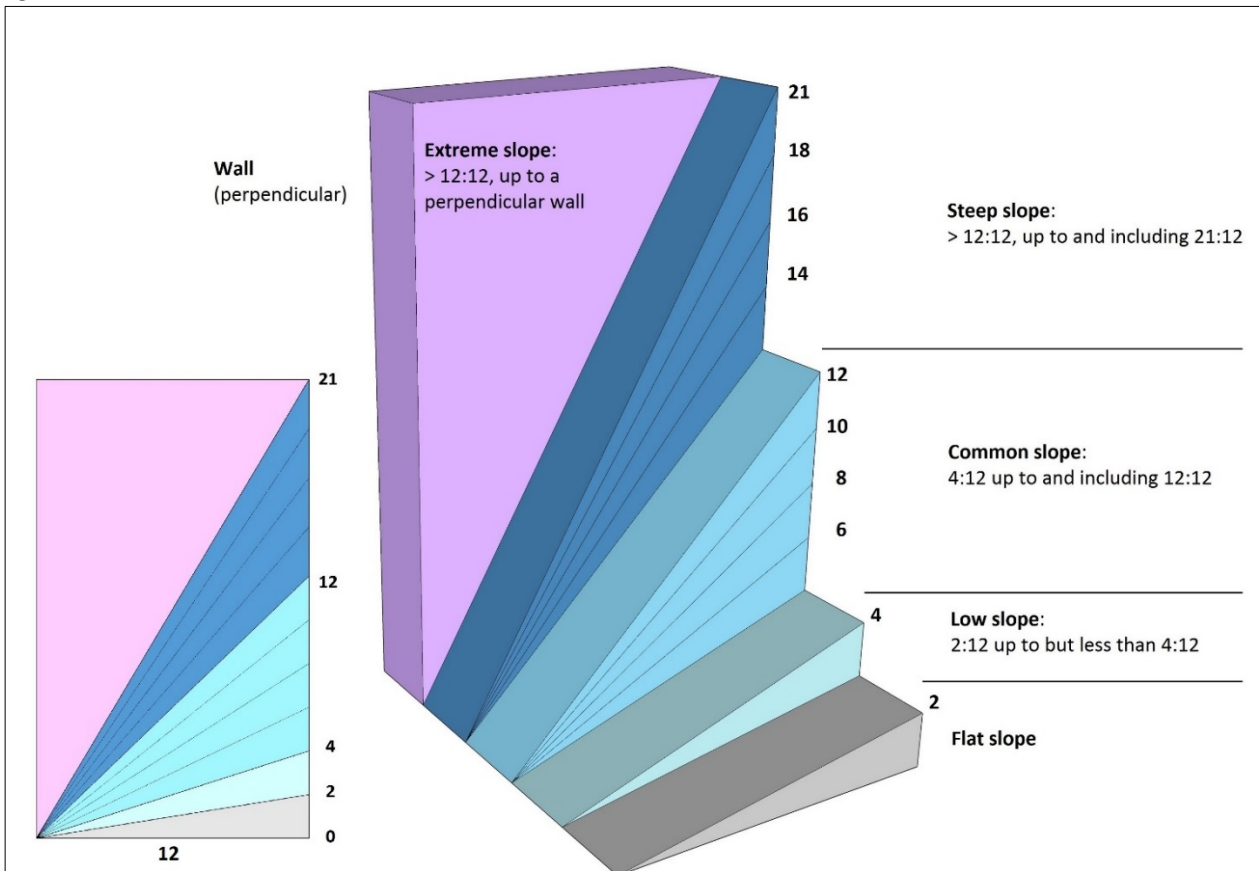 Wall
(perpendicular)
Extreme slope:
> 12:12, up to a
perpendicular wall
21
18
16
14
Steep slope:
> 12:12, up to and including 21:12
12
10
8
6
Common slope:
4:12 up to and including 12:12
4
Low slope:
2:12 up to but less than 4:12
2
Flat slope
21
12
4
2
0
12